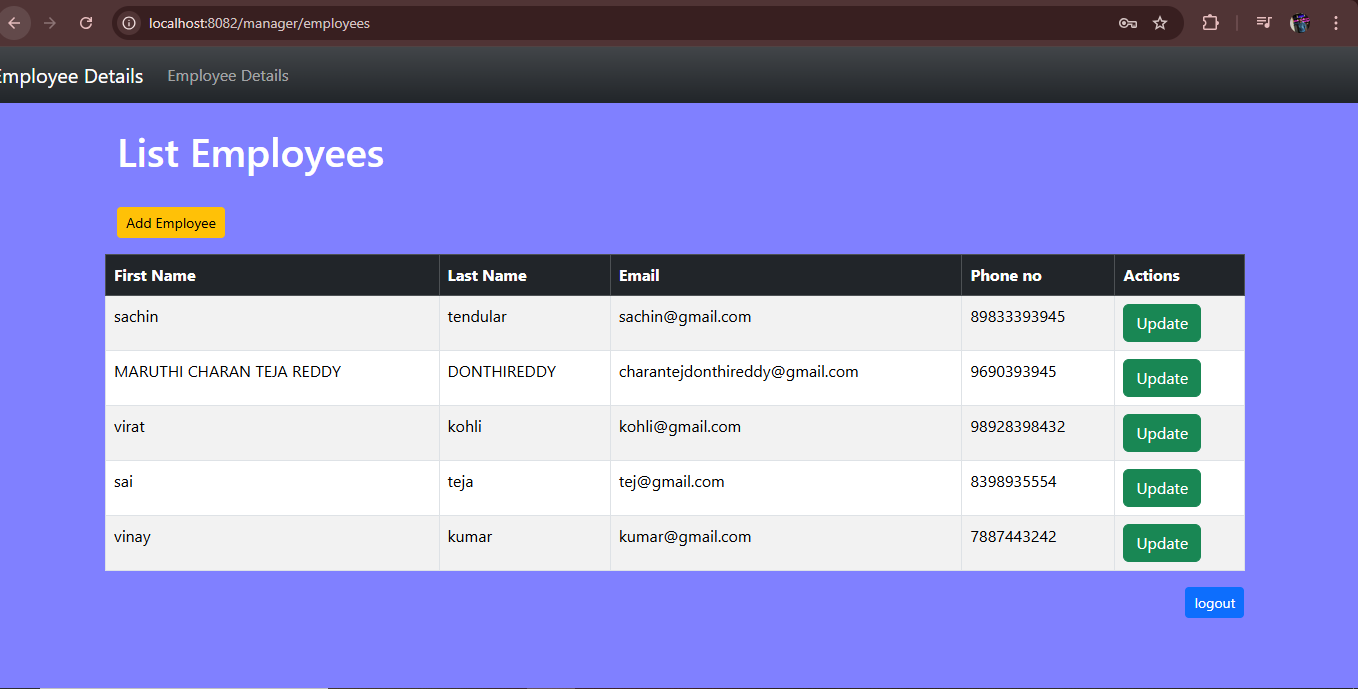 localhost:8082/manager/employees
Employee Details Employee Details
List Employees
Add Employee
First Name Last Name Email Phone no Actions
sachin tendular sachin@gmail.com 89833393945 Update
MARUTHI CHARAN TEJA REDDY DONTHIREDDY charantejdonthireddy@gmail.com 9690393945 Update
virat kohli kohli@gmail.com 98928398432 Update
sai teja tej@gmail.com 8398935554 Update
vinay kumar kumar@gmail.com 7887443242 Update
logout